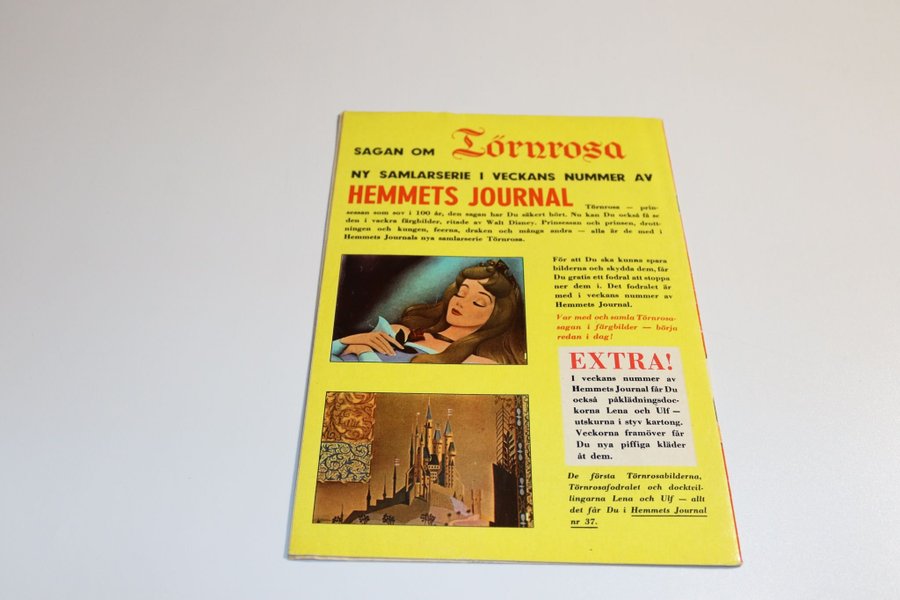 SAGAN OM Törnrosa
NY SAMLARSERIE I VECKANS NUMMER AV
HEMMETS JOURNAL
Törnrosa — prin-
sessan som sov i 100 år, den sagan har Du säkert hört. Nu kan Du också få se
den i vackra färgbilder, ritade av Walt Disney. Prinsessan och prinsen, drott-
ningen och kungen, feerna, draken och många andra — alla är de med i
Hemmets Journals nya samlarserie Törnrosa.
För att Du ska kunna spara
bilderna och skydda dem, får
Du gratis ett fodral att stoppa
ner dem i. Det fodralet är
med i veckans nummer av
Hemmets Journal.
Var med och samla Törnrosa-
sagan i färgbilder — börja
redan i dag!
EXTRA!
I veckans nummer av
Hemmets Journal får Du
också påklädningsdoc-
korna Lena och Ulf —
utskurna i styv kartong.
Veckorna framöver får
Du nya piffiga kläder
åt dem.
De första Törnrosabilderna,
Törnrosafodralet och docktvil-
lingarna Lena och Ulf — allt
det får Du i Hemmets Journal
nr 37.